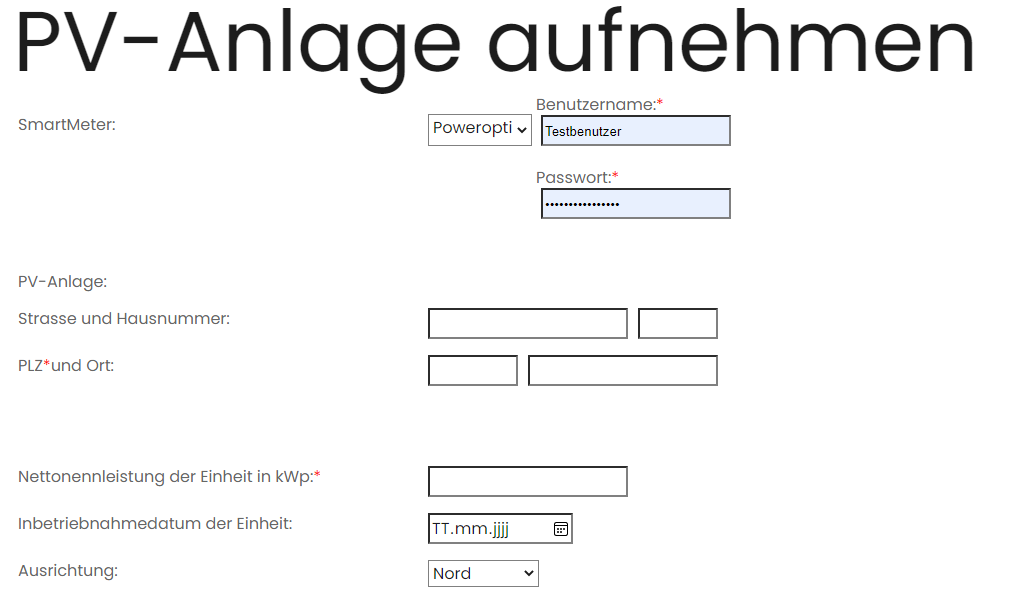 PV-Anlage aufnehmen
SmartMeter:
Poweropti
Benutzername:*
Testbenutzer
Passwort:*
••••••••••••••••
PV-Anlage:
Strasse und Hausnummer:
PLZ*und Ort:
Nettonennleistung der Einheit in kWp:*
Inbetriebnahmedatum der Einheit:
TT.mm.jjjj
Ausrichtung:
Nord